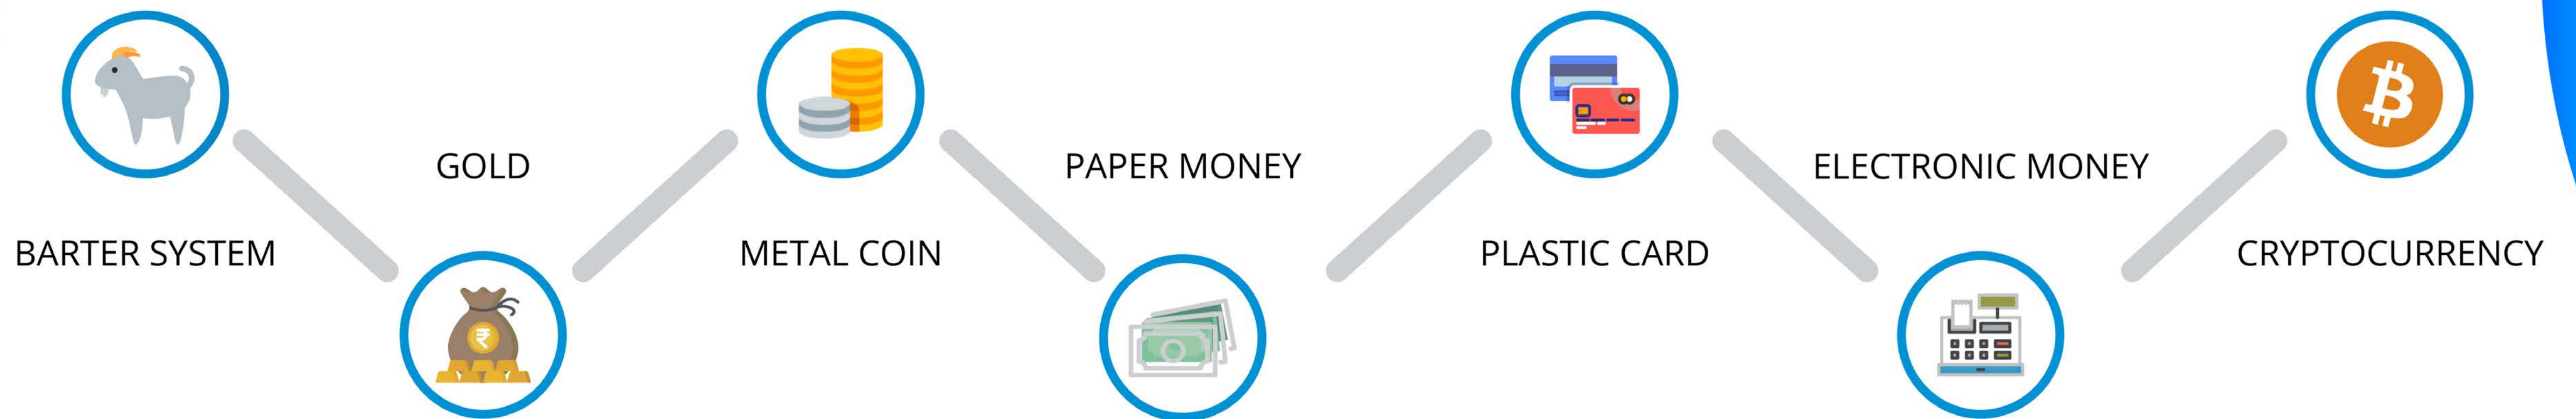 BARTER SYSTEM
GOLD
METAL COIN
PAPER MONEY
PLASTIC CARD
ELECTRONIC MONEY
CRYPTOCURRENCY